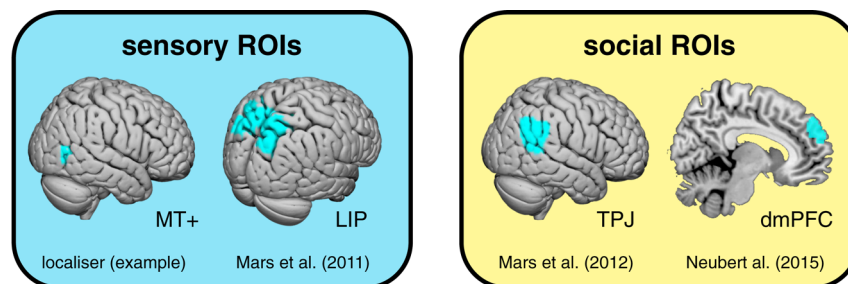 sensory ROIs
MT+
LIP
localiser (example)
Mars et al. (2011)
social ROIs
TPJ
dmPFC
Mars et al. (2012)
Neubert al. (2015)